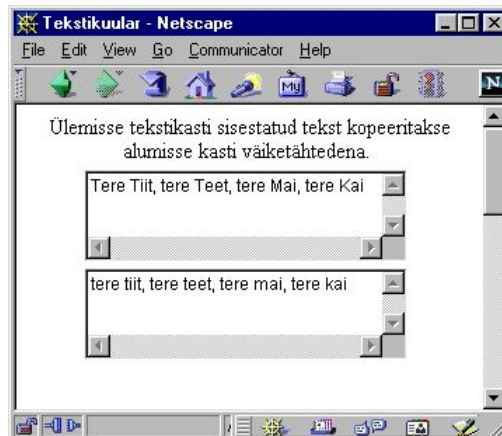 Tekstikuular - Netscape
File Edit View Go Communicator Help
My
N
Ülemisse tekstikasti sisestatud tekst kopeeritakse
alumisse kasti väiketähtedena.
Tere Tiit, tere Teet, tere Mai, tere Kai
tere tiit, tere teet, tere mai, tere kai